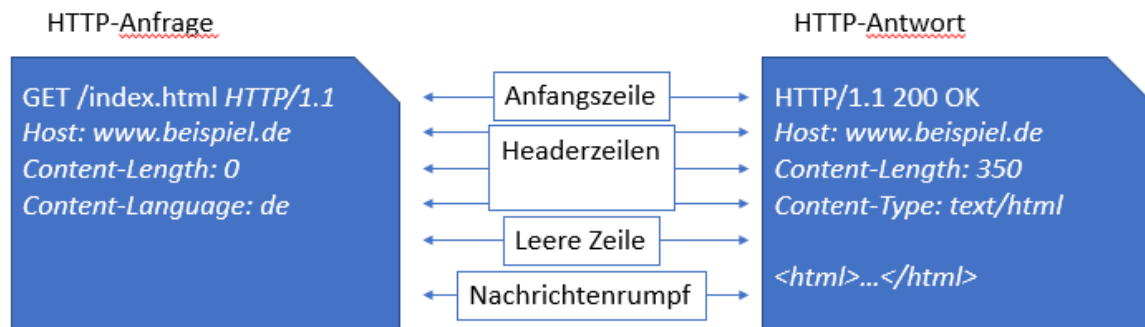 HTTP-Anfrage
GET /index.html HTTP/1.1
Host: www.beispiel.de
Content-Length: 0
Content-Language: de
Anfangszeile
Headerzeilen
Leere Zeile
Nachrichtenrumpf
HTTP-Antwort
HTTP/1.1 200 OK
Host: www.beispiel.de
Content-Length: 350
Content-Type: text/html
<html>...</html>